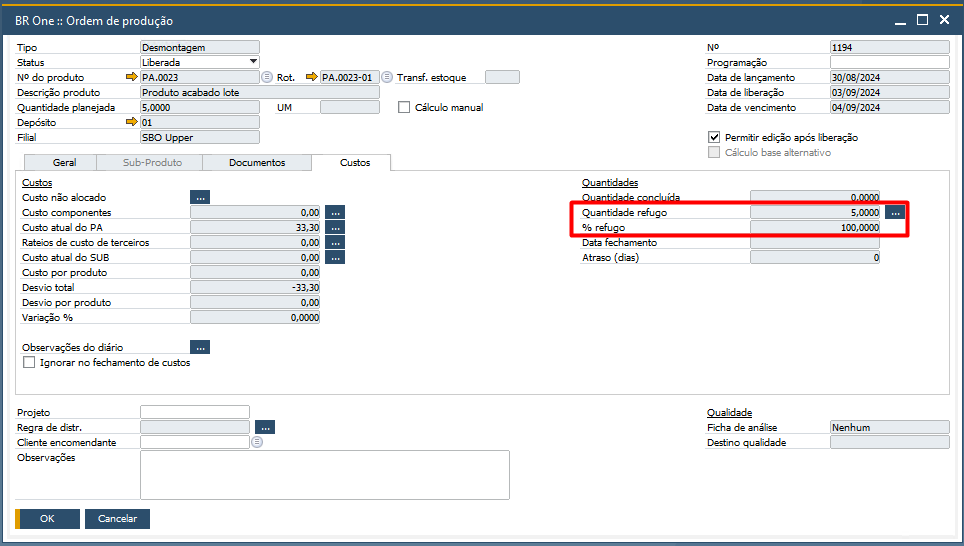 BR One :: Ordem de produção
Tipo Desmontagem Nº 1194
Status Liberada Programação
Nº do produto PA.0023 Rot. PA.0023-01 Transf. estoque Data de lançamento 30/08/2024
Descrição produto Produto acabado lote Data de liberação 03/09/2024
Quantidade planejada 5,0000 UM Cálculo manual Data de vencimento 04/09/2024
Depósito 01
Filial SBO Upper Permitir edição após liberação
Cálculo base alternativo
Geral Sub-Produto Documentos Custos
Custos Quantidades
Custo não alocado ... Quantidade concluída 0,0000
Custo componentes 0,00 ... Quantidade refugo 5,0000 ...
Custo atual do PA 33,30 ... % refugo 100,0000
Rateios de custo de terceiros 0,00 ... Data fechamento
Custo atual do SUB 0,00 ... Atraso (dias) 0
Custo por produto 0,00
Desvio total -33,30
Desvio por produto 0,00
Variação % 0,0000
Observações do diário ...
Ignorar no fechamento de custos
Projeto Qualidade
Regra de distr. ... Ficha de análise Nenhum
Cliente encomendante Destino qualidade
Observações
OK Cancelar